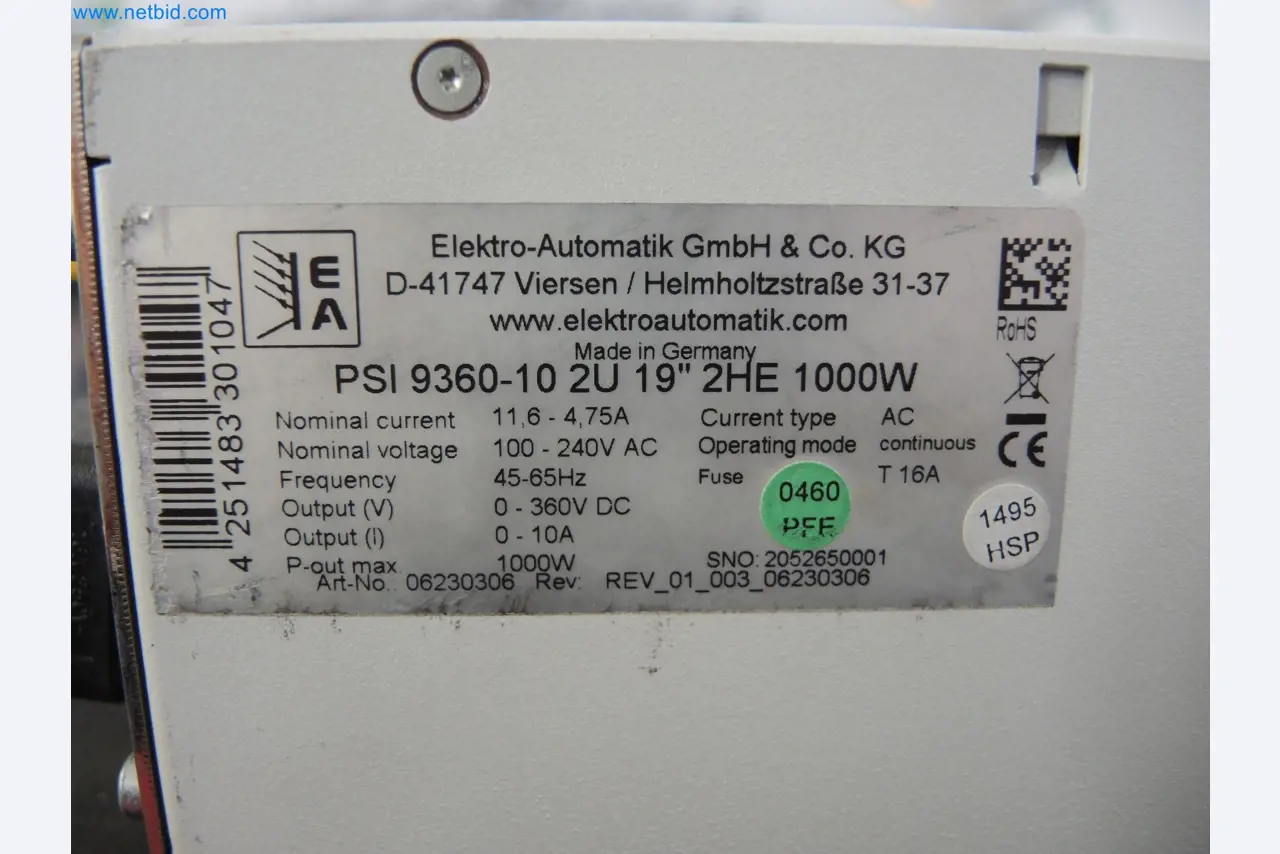 www.netbid.com
EA
Elektro-Automatik GmbH & Co. KG
D-41747 Viersen / Helmholtzstraße 31-37
www.elektroautomatik.com
Made in Germany
PSI 9360-10 2U 19" 2HE 1000W
Nominal current 11,6 - 4,75A Current type AC
Nominal voltage 100 - 240V AC Operating mode continuous
Frequency 45-65Hz Fuse T 16A
Output (V) 0 - 360V DC
Output (I) 0 - 10A
P-out max. 1000W SNO: 2052650001
Art-No.: 06230306 Rev: REV_01_003_06230306
4 251483 301047
RoHS
CE
0460
PFF
1495
HSP